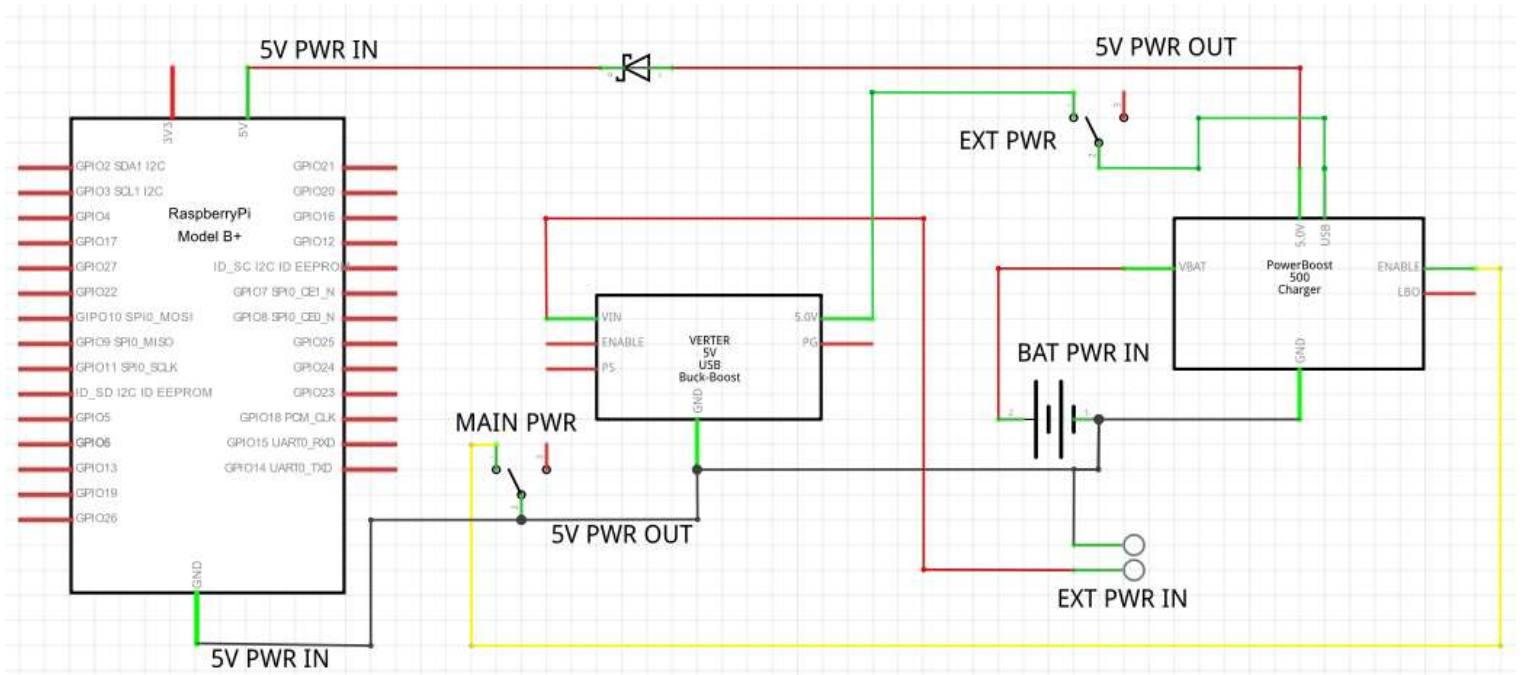 5V PWR IN
5V PWR OUT
3V3
5V
EXT PWR
GPIO2 SDA1 I2C
GPIO3 SCL1 I2C
GPIO4
GPIO17
GPIO27
GPIO22
GIPO10 SPI0_MOSI
GPIO9 SPI0_MISO
GPIO11 SPI0_SCLK
ID_SD I2C ID EEPROM
GPIO5
GPIO6
GPIO13
GPIO19
GPIO26
RaspberryPi
Model B+
GPIO21
GPIO20
GPIO16
GPIO12
ID_SC I2C ID EEPROM
GPIO7 SPI0_CE1_N
GPIO8 SPI0_CE0_N
GPIO25
GPIO24
GPIO23
GPIO18 PCM_CLK
GPIO15 UART0_RXD
GPIO14 UART0_TXD
GND
5V PWR IN
VIN
ENABLE
PS
VERTER
5V
USB
Buck-Boost
5.0V
PG
GND
MAIN PWR
5V PWR OUT
5.0V
USB
VBAT
PowerBoost
500
Charger
ENABLE
LBO
GND
BAT PWR IN
2
1
EXT PWR IN